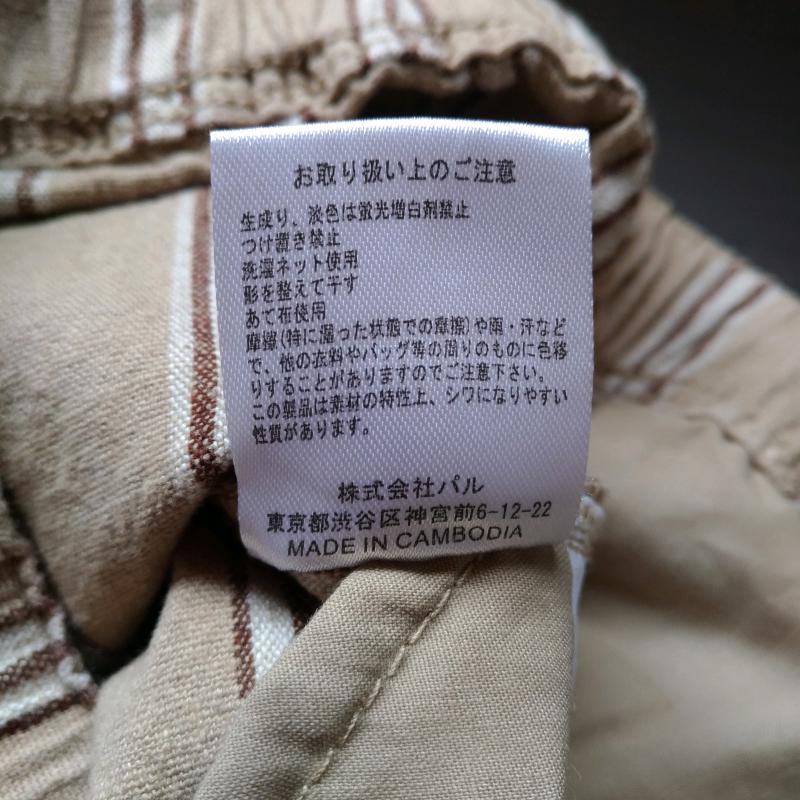 お取り扱い上のご注意
生成り、淡色は蛍光増白剤禁止
つけ置き禁止
洗濯ネット使用
形を整えて干す
あて布使用
摩擦(特に湿った状態での摩擦)や雨・汗など
で、他の衣料やバッグ等の周りのものに色移
りすることがありますのでご注意下さい。
この製品は素材の特性上、シワになりやすい
性質があります。
株式会社パル
東京都渋谷区神宮前6-12-22
MADE IN CAMBODIA